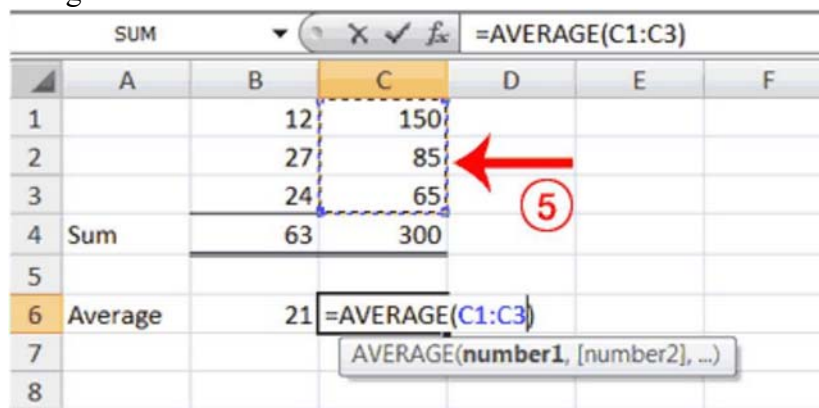 SUM fx =AVERAGE(C1:C3)
A B C D E F
1 12 150
2 27 85
3 24 65
5
4 Sum 63 300
5
6 Average 21 =AVERAGE(C1:C3)
7 AVERAGE(number1, [number2], ...)
8